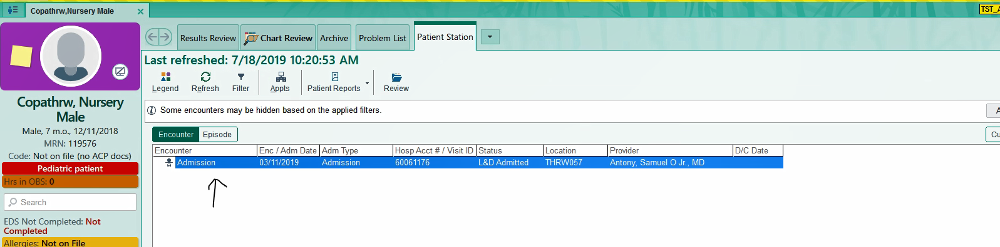 Copathrw,Nursery Male
TST_
Results Review
Chart Review
Archive
Problem List
Patient Station
Last refreshed: 7/18/2019 10:20:53 AM
Legend Refresh Filter Appts Patient Reports Review
Some encounters may be hidden based on the applied filters.
Encounter Episode
Encounter Enc / Adm Date Adm Type Hosp Acct # / Visit ID Status Location Provider D/C Date
Admission 03/11/2019 Admission 60061176 L&D Admitted THRW057 Antony, Samuel O Jr., MD
Copathrw, Nursery
Male
Male, 7 m.o., 12/11/2018
MRN: 119576
Code: Not on file (no ACP docs)
Pediatric patient
Hrs in OBS: 0
Search
EDS Not Completed: Not
Completed
Allergies: Not on File